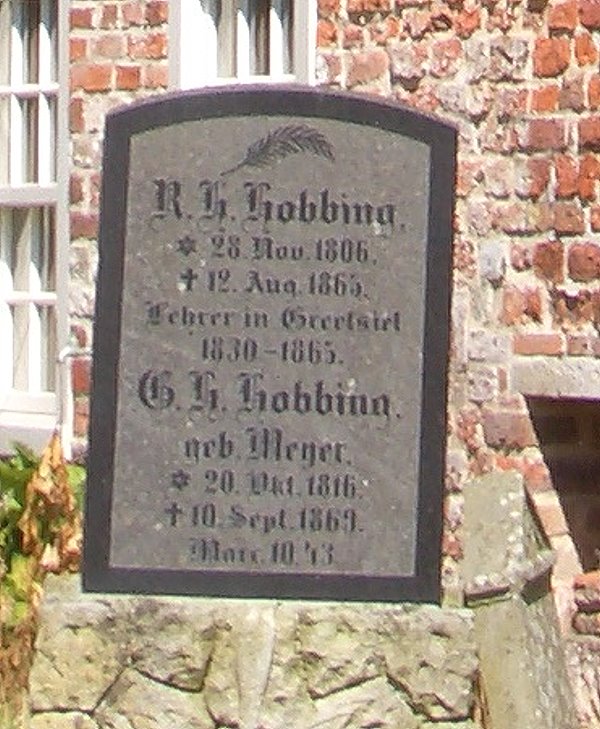 R. H. Hobbing,
* 28. Nov. 1806,
† 12. Aug. 1865,
Lehrer in Greetsiel
1830-1865.
G. H. Hobbing,
geb. Meyer,
* 20. Okt. 1816,
† 10. Sept. 1869.
Marc. 10. 43